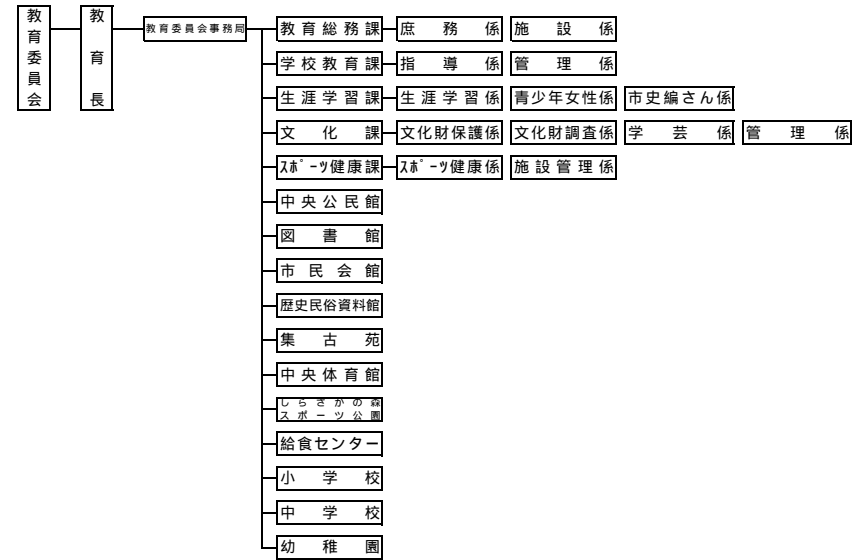 教育委員会
教育長
教育委員会事務局
教育総務課 庶務係 施設係
学校教育課 指導係 管理係
生涯学習課 生涯学習係 青少年女性係 市史編さん係
文化課 文化財保護係 文化財調査係 学芸係 管理係
ｽﾎﾟｰﾂ健康課 ｽﾎﾟｰﾂ健康係 施設管理係
中央公民館
図書館
市民会館
歴史民俗資料館
集古苑
中央体育館
しらさかの森
スポーツ公園
給食センター
小学校
中学校
幼稚園